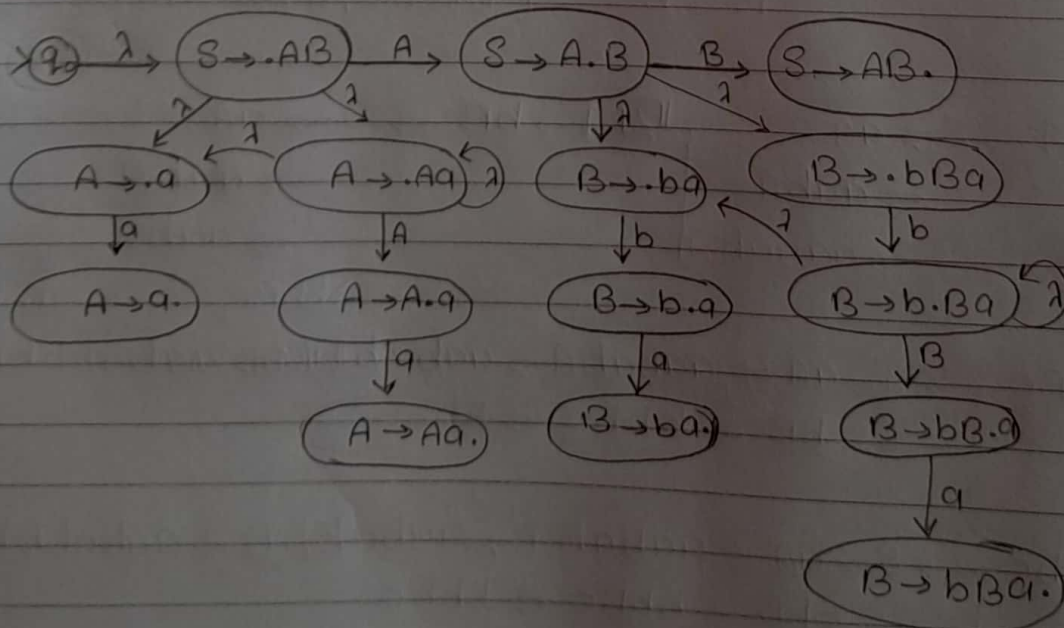 q₀ λ S→.AB A S→A.B B S→AB.
λ λ λ λ
λ
A→.a A→.Aa λ B→.ba B→.bBa
a A b λ b
A→a. A→A.a B→b.a B→b.Ba λ
a a B
A→Aa. B→ba. B→bB.a
a
B→bBa.